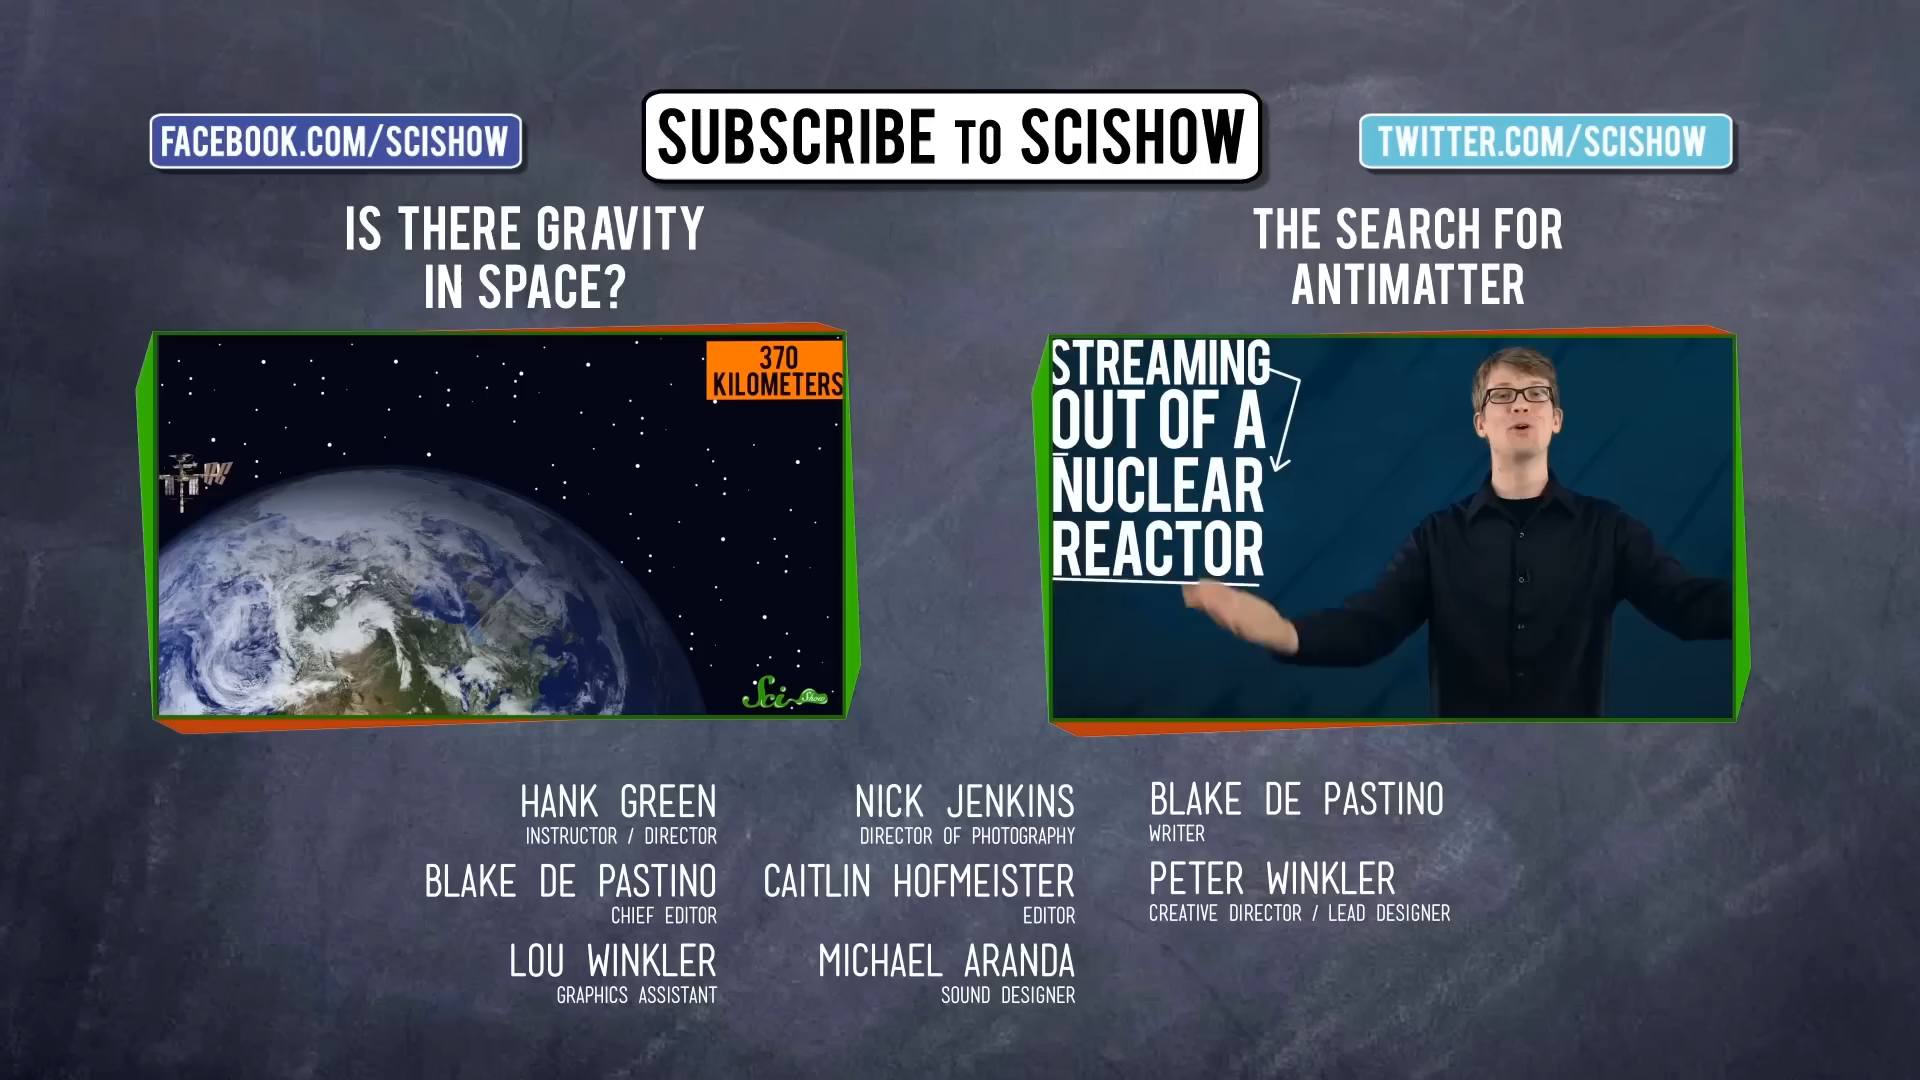 FACEBOOK.COM/SCISHOW
SUBSCRIBE TO SCISHOW
TWITTER.COM/SCISHOW
IS THERE GRAVITY
IN SPACE?
THE SEARCH FOR
ANTIMATTER
370
KILOMETERS
Sci Show
STREAMING
OUT OF A
NUCLEAR
REACTOR
HANK GREEN
INSTRUCTOR / DIRECTOR
BLAKE DE PASTINO
CHIEF EDITOR
LOU WINKLER
GRAPHICS ASSISTANT
NICK JENKINS
DIRECTOR OF PHOTOGRAPHY
CAITLIN HOFMEISTER
EDITOR
MICHAEL ARANDA
SOUND DESIGNER
BLAKE DE PASTINO
WRITER
PETER WINKLER
CREATIVE DIRECTOR / LEAD DESIGNER